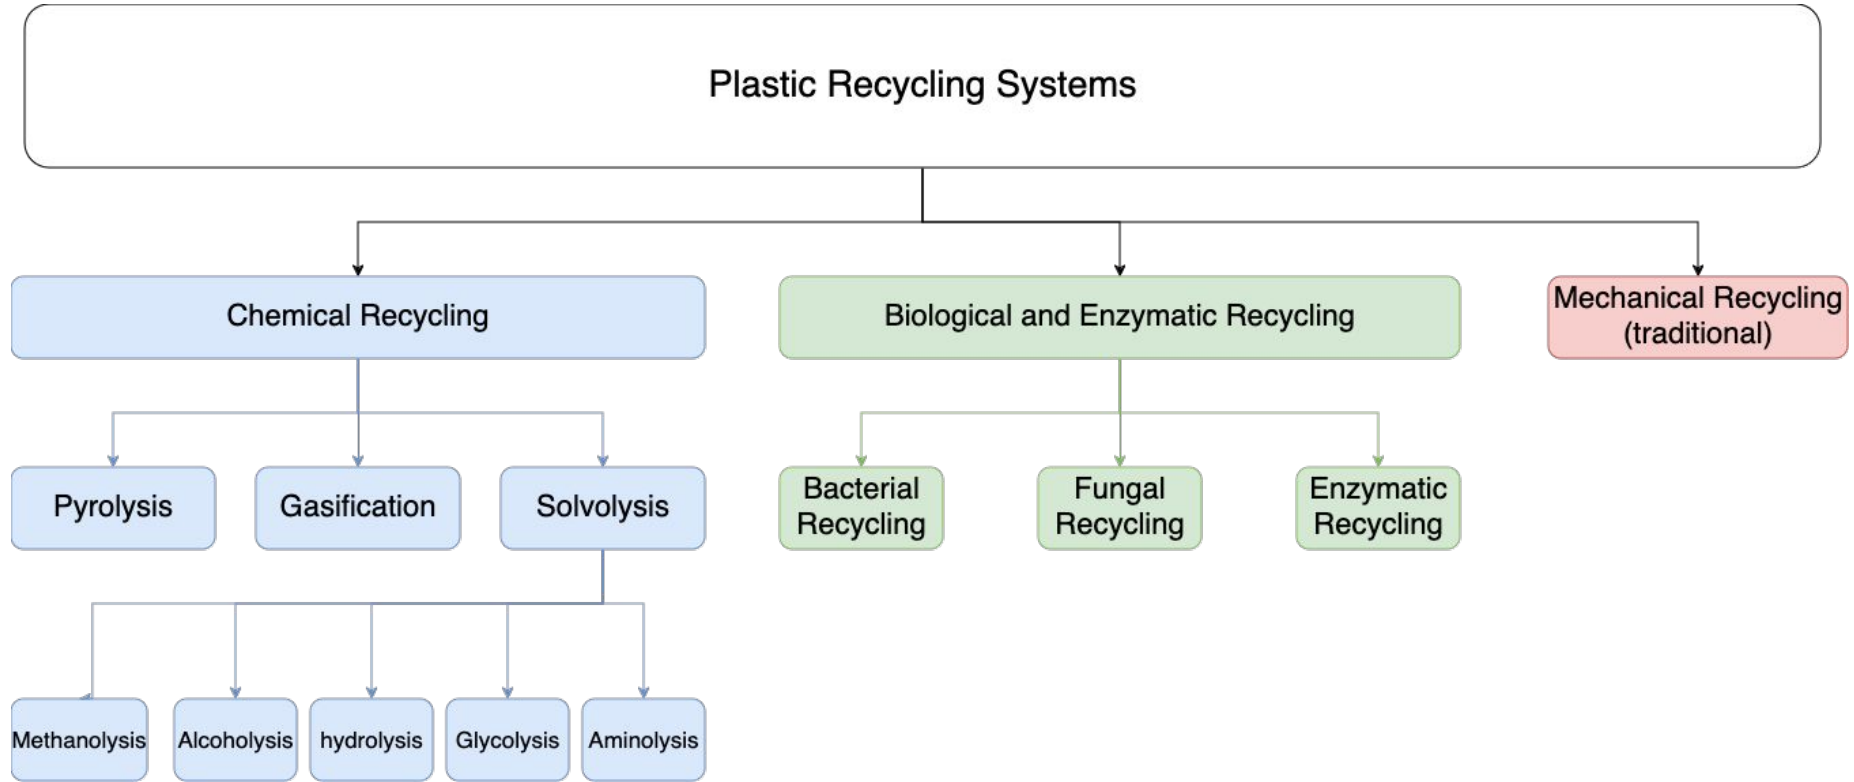 Plastic Recycling Systems
Chemical Recycling
Biological and Enzymatic Recycling
Mechanical Recycling
(traditional)
Pyrolysis
Gasification
Solvolysis
Bacterial
Recycling
Fungal
Recycling
Enzymatic
Recycling
Methanolysis
Alcoholysis
hydrolysis
Glycolysis
Aminolysis